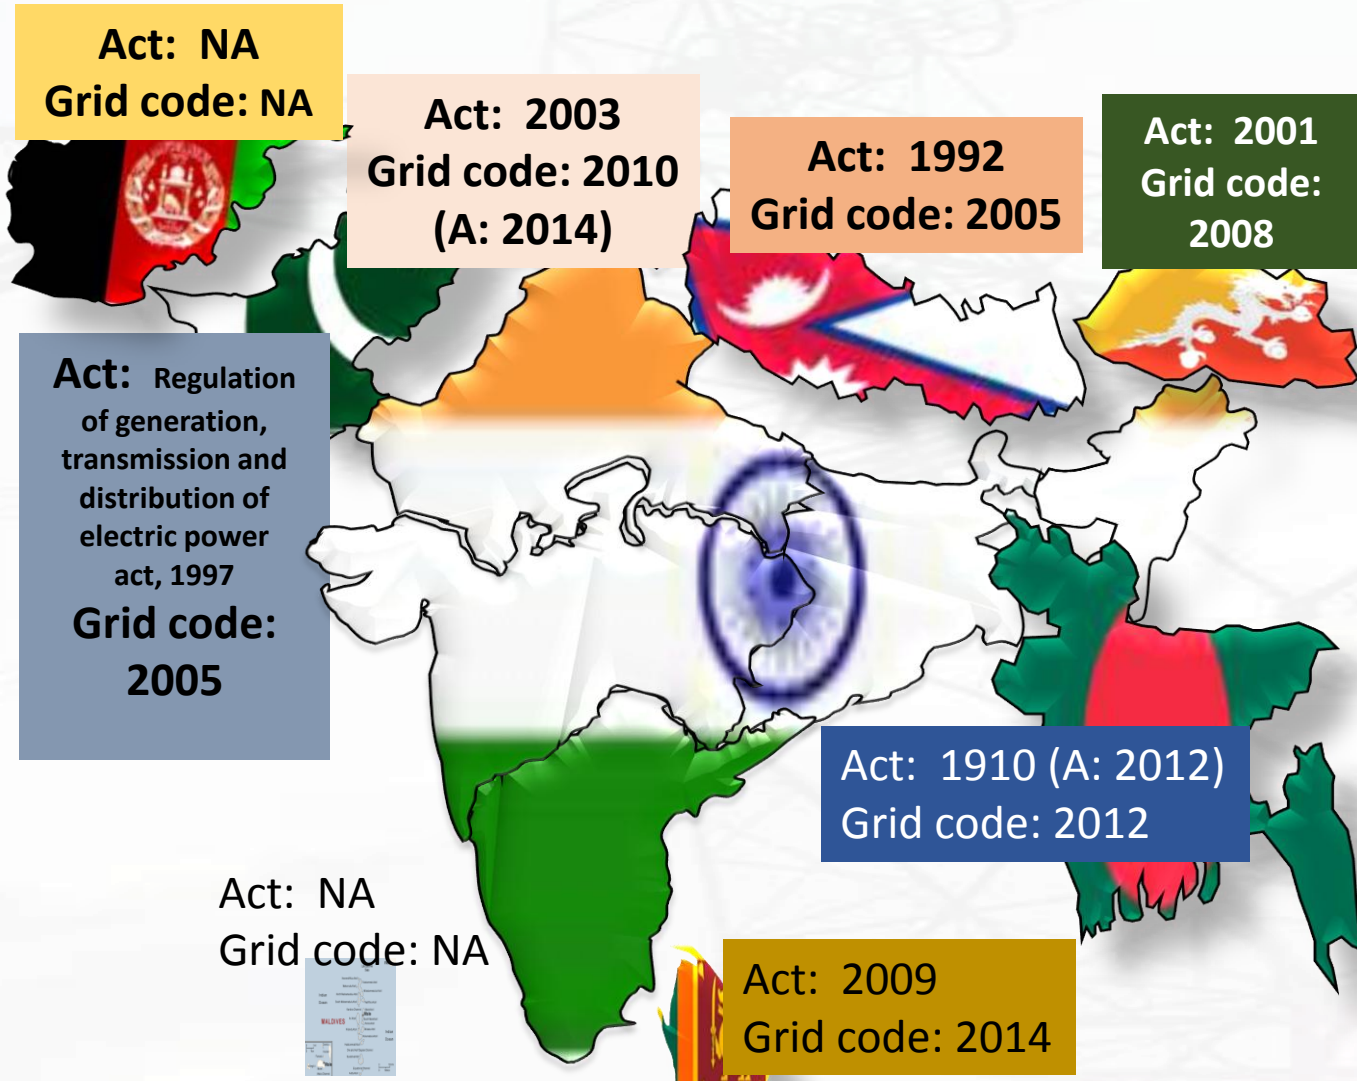 Act: NA
Grid code: NA
Act: 2003
Grid code: 2010
(A: 2014)
Act: 1992
Grid code: 2005
Act: 2001
Grid code:
2008
Act: Regulation
of generation,
transmission and
distribution of
electric power
act, 1997
Grid code:
2005
Act: 1910 (A: 2012)
Grid code: 2012
Act: NA
Grid code: NA
MALDIVES
Act: 2009
Grid code: 2014